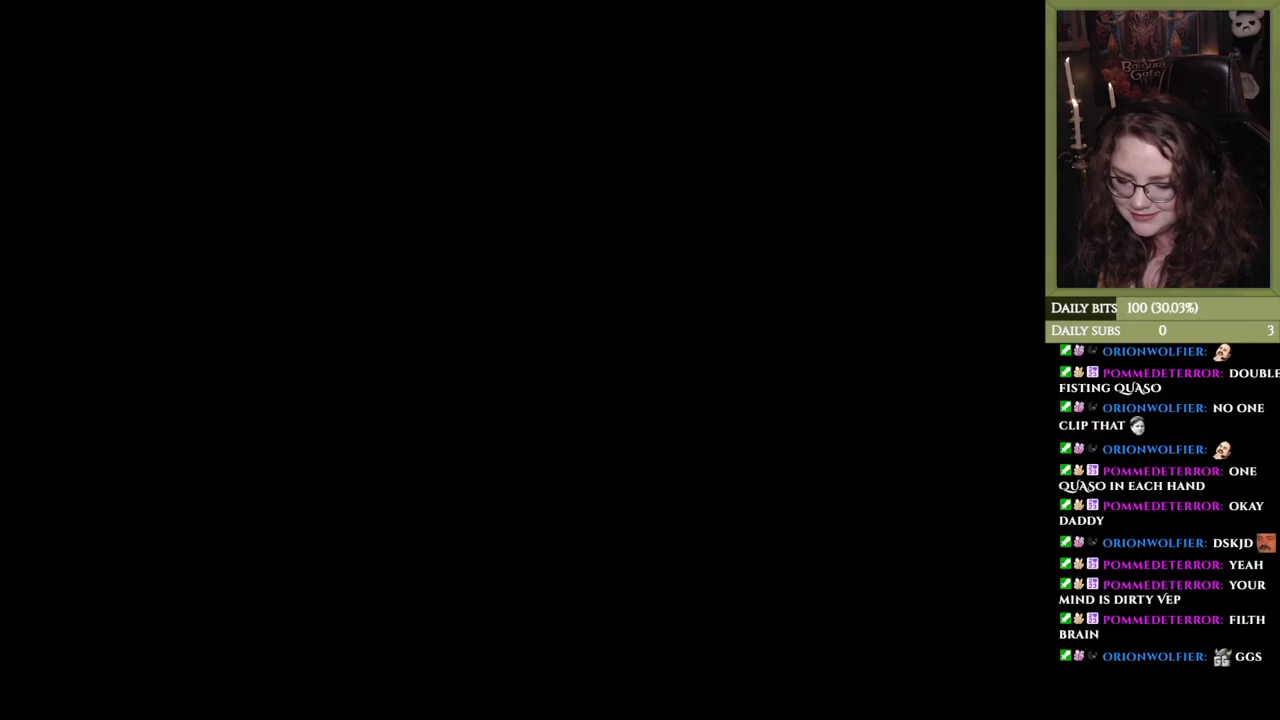 Baldur's
Gate
DAILY BITS 100 (30.03%)
DAILY SUBS 0 3
ORIONWOLFIER:
POMMEDETERROR: DOUBLE
FISTING QUASO
ORIONWOLFIER: NO ONE
CLIP THAT
ORIONWOLFIER:
POMMEDETERROR: ONE
QUASO IN EACH HAND
POMMEDETERROR: OKAY
DADDY
ORIONWOLFIER: DSKJD
POMMEDETERROR: YEAH
POMMEDETERROR: YOUR
MIND IS DIRTY VEP
POMMEDETERROR: FILTH
BRAIN
ORIONWOLFIER: GGS